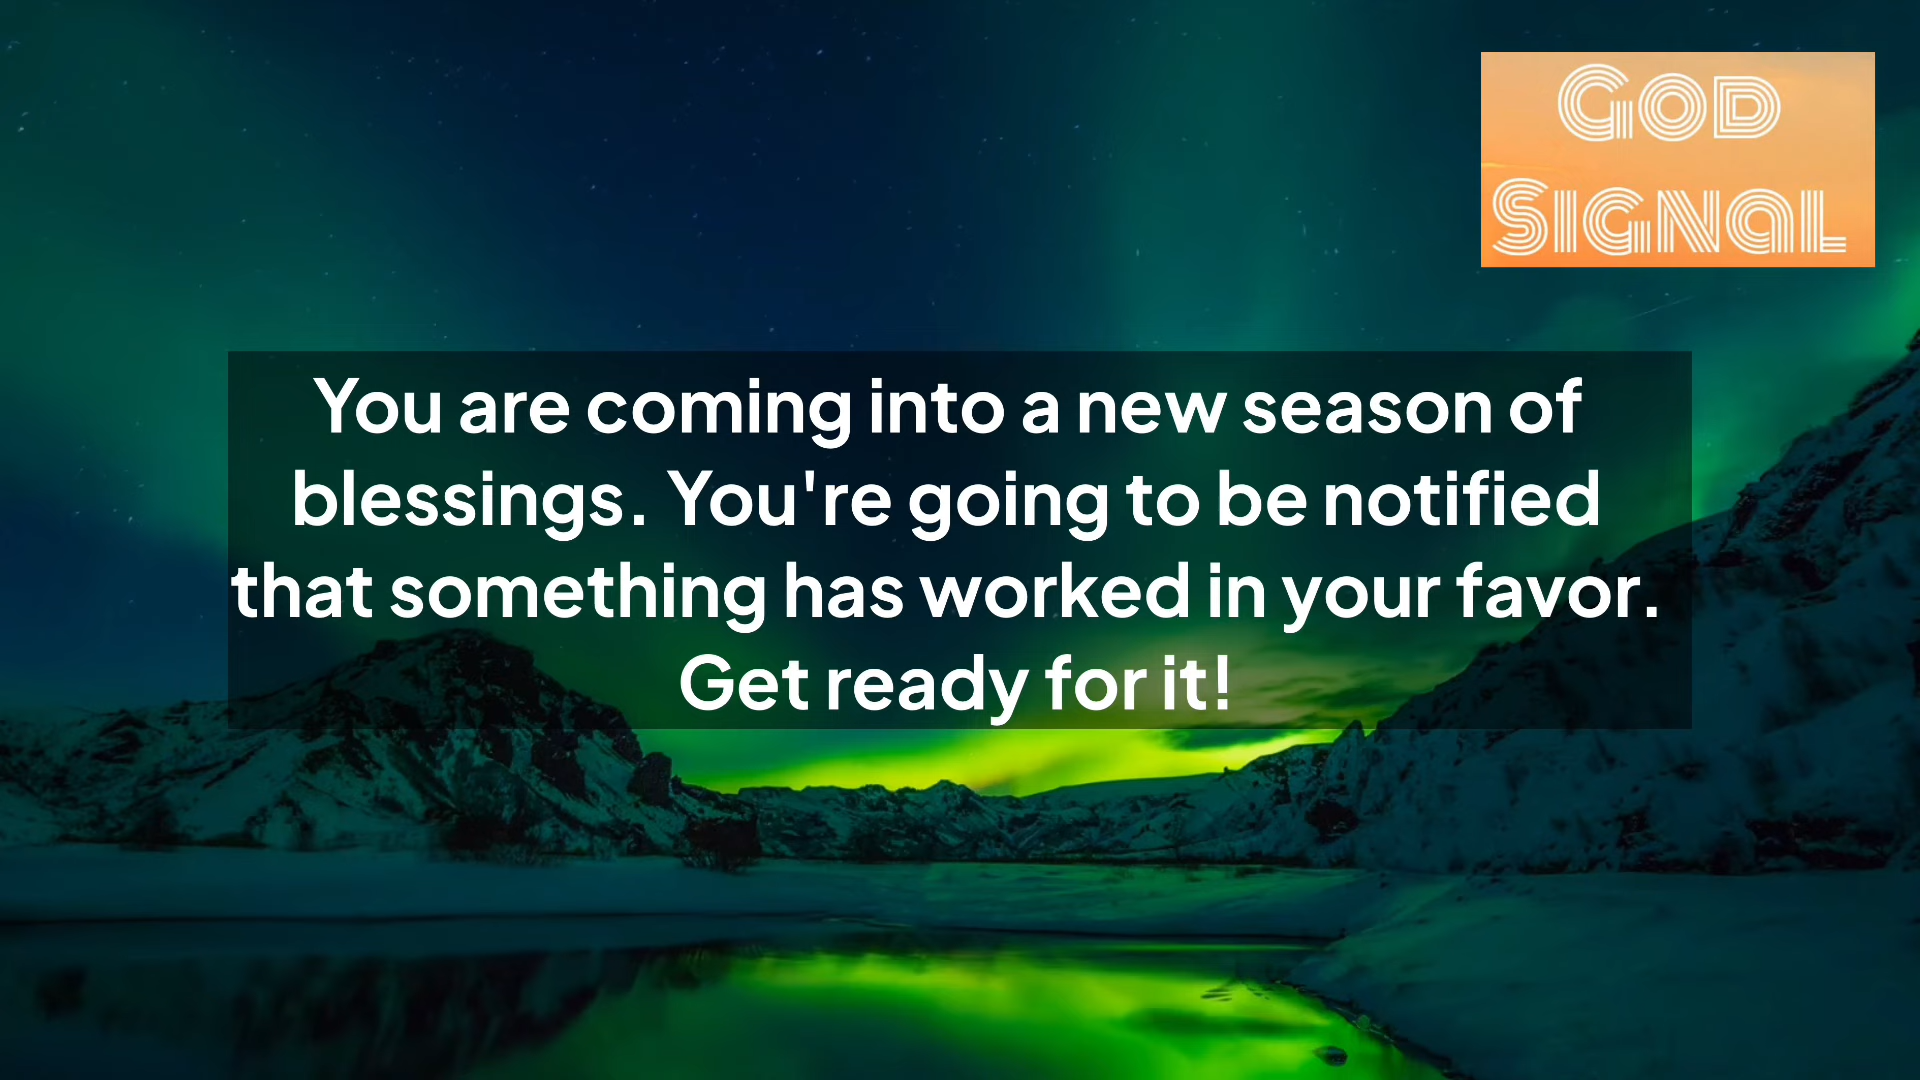 God
Signal
You are coming into a new season of
blessings. You're going to be notified
that something has worked in your favor.
Get ready for it!